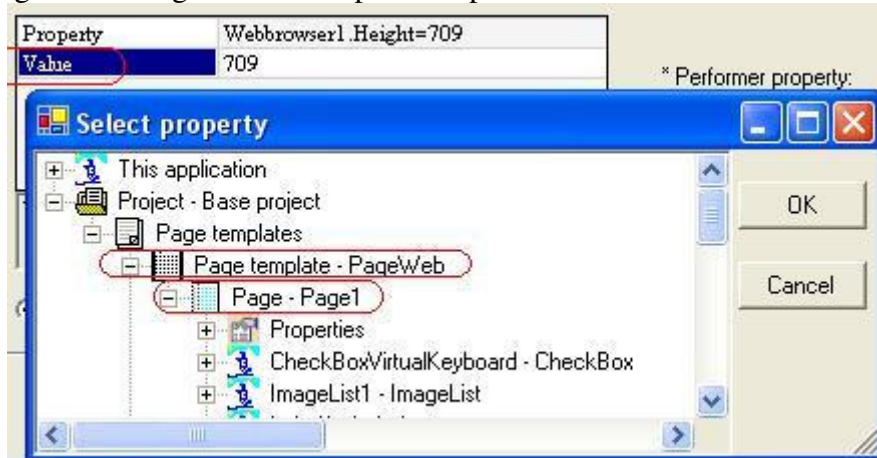 Property Webbrowser1.Height=709
Value 709
* Performer property:
Select property
This application
Project - Base project
OK
Page templates
Page template - PageWeb
Cancel
Page - Page1
Properties
CheckBoxVirtualKeyboard - CheckBox
ImageList1 - ImageList